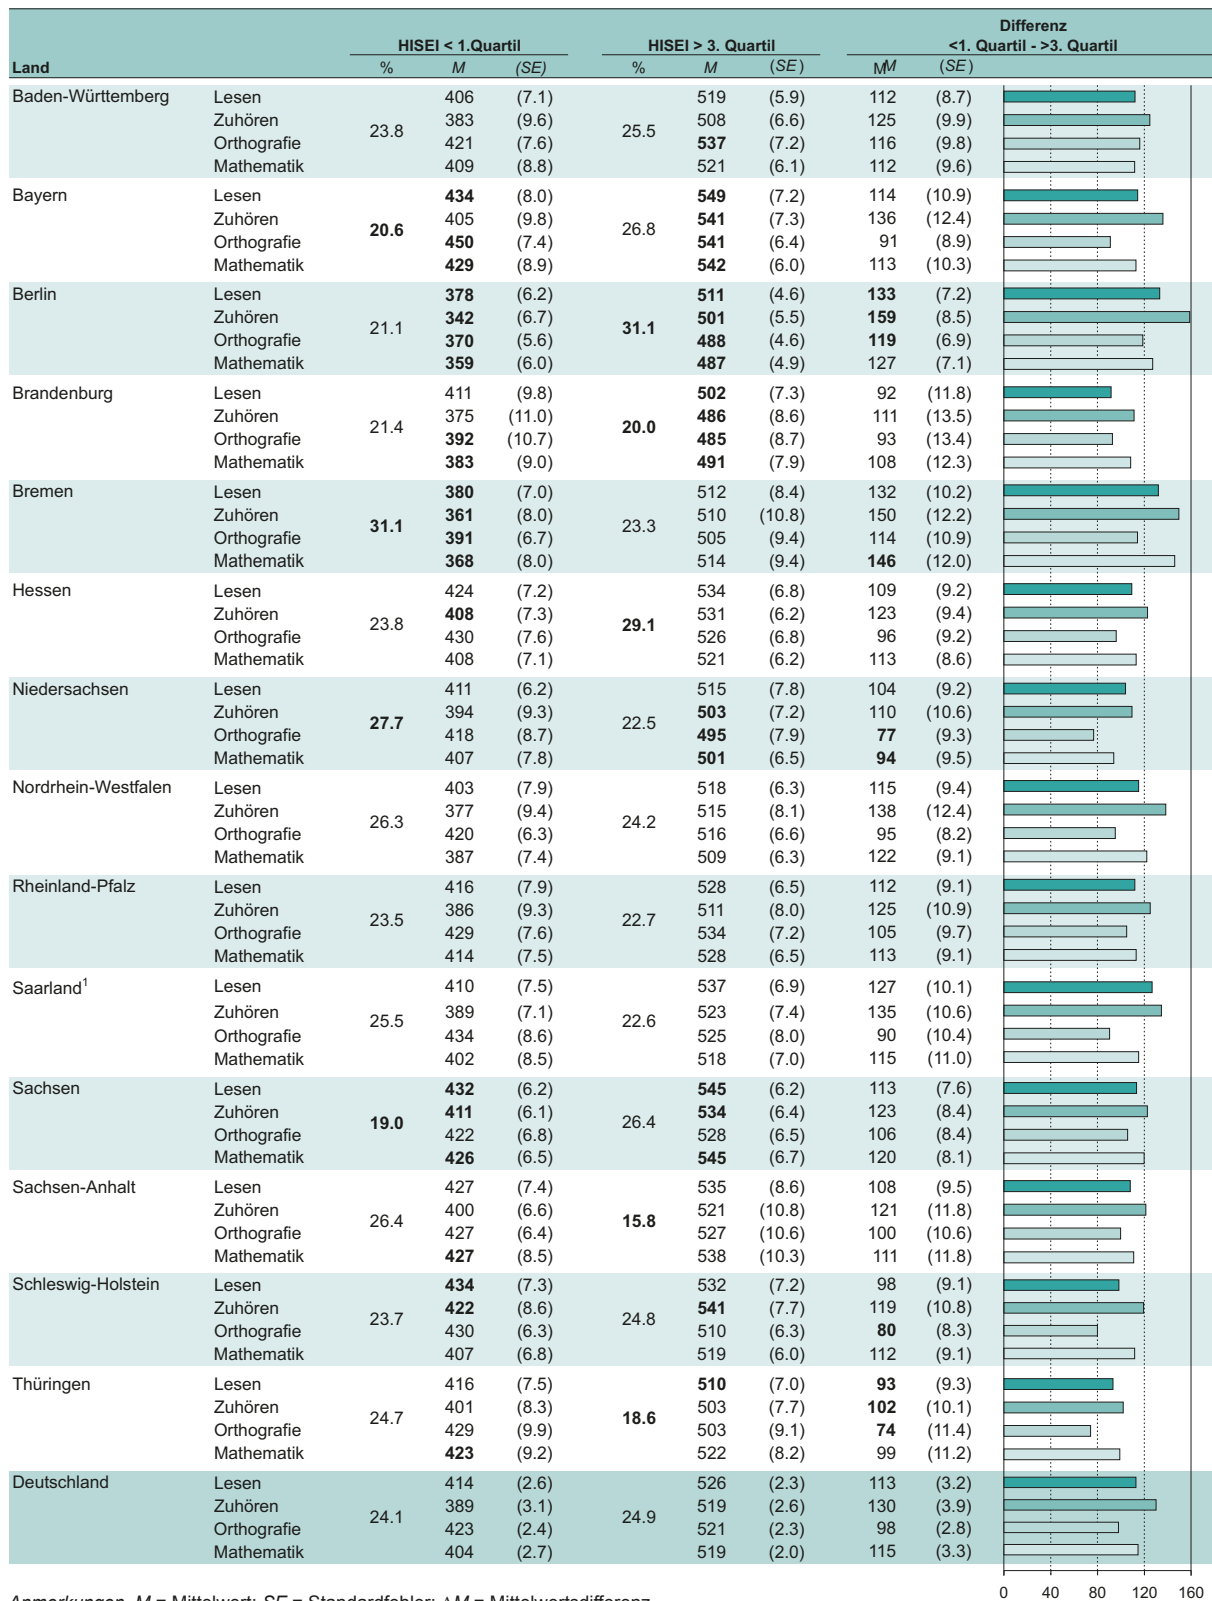 Differenz
HISEI < 1.Quartil HISEI > 3. Quartil <1. Quartil - >3. Quartil
Land % M (SE) % M (SE) MM (SE)
Baden-Württemberg Lesen 406 (7.1) 519 (5.9) 112 (8.7)
Zuhören 383 (9.6) 508 (6.6) 125 (9.9)
23.8 25.5
Orthografie 421 (7.6) 537 (7.2) 116 (9.8)
Mathematik 409 (8.8) 521 (6.1) 112 (9.6)
Bayern Lesen 434 (8.0) 549 (7.2) 114 (10.9)
Zuhören 405 (9.8) 541 (7.3) 136 (12.4)
20.6 26.8
Orthografie 450 (7.4) 541 (6.4) 91 (8.9)
Mathematik 429 (8.9) 542 (6.0) 113 (10.3)
Berlin Lesen 378 (6.2) 511 (4.6) 133 (7.2)
Zuhören 342 (6.7) 501 (5.5) 159 (8.5)
21.1 31.1
Orthografie 370 (5.6) 488 (4.6) 119 (6.9)
Mathematik 359 (6.0) 487 (4.9) 127 (7.1)
Brandenburg Lesen 411 (9.8) 502 (7.3) 92 (11.8)
Zuhören 375 (11.0) 486 (8.6) 111 (13.5)
21.4 20.0
Orthografie 392 (10.7) 485 (8.7) 93 (13.4)
Mathematik 383 (9.0) 491 (7.9) 108 (12.3)
Bremen Lesen 380 (7.0) 512 (8.4) 132 (10.2)
Zuhören 361 (8.0) 510 (10.8) 150 (12.2)
31.1 23.3
Orthografie 391 (6.7) 505 (9.4) 114 (10.9)
Mathematik 368 (8.0) 514 (9.4) 146 (12.0)
Hessen Lesen 424 (7.2) 534 (6.8) 109 (9.2)
Zuhören 408 (7.3) 531 (6.2) 123 (9.4)
23.8 29.1
Orthografie 430 (7.6) 526 (6.8) 96 (9.2)
Mathematik 408 (7.1) 521 (6.2) 113 (8.6)
Niedersachsen Lesen 411 (6.2) 515 (7.8) 104 (9.2)
Zuhören 394 (9.3) 503 (7.2) 110 (10.6)
27.7 22.5
Orthografie 418 (8.7) 495 (7.9) 77 (9.3)
Mathematik 407 (7.8) 501 (6.5) 94 (9.5)
Nordrhein-Westfalen Lesen 403 (7.9) 518 (6.3) 115 (9.4)
Zuhören 377 (9.4) 515 (8.1) 138 (12.4)
26.3 24.2
Orthografie 420 (6.3) 516 (6.6) 95 (8.2)
Mathematik 387 (7.4) 509 (6.3) 122 (9.1)
Rheinland-Pfalz Lesen 416 (7.9) 528 (6.5) 112 (9.1)
Zuhören 386 (9.3) 511 (8.0) 125 (10.9)
23.5 22.7
Orthografie 429 (7.6) 534 (7.2) 105 (9.7)
Mathematik 414 (7.5) 528 (6.5) 113 (9.1)
Saarland¹ Lesen 410 (7.5) 537 (6.9) 127 (10.1)
Zuhören 389 (7.1) 523 (7.4) 135 (10.6)
25.5 22.6
Orthografie 434 (8.6) 525 (8.0) 90 (10.4)
Mathematik 402 (8.5) 518 (7.0) 115 (11.0)
Sachsen Lesen 432 (6.2) 545 (6.2) 113 (7.6)
Zuhören 411 (6.1) 534 (6.4) 123 (8.4)
19.0 26.4
Orthografie 422 (6.8) 528 (6.5) 106 (8.4)
Mathematik 426 (6.5) 545 (6.7) 120 (8.1)
Sachsen-Anhalt Lesen 427 (7.4) 535 (8.6) 108 (9.5)
Zuhören 400 (6.6) 521 (10.8) 121 (11.8)
26.4 15.8
Orthografie 427 (6.4) 527 (10.6) 100 (10.6)
Mathematik 427 (8.5) 538 (10.3) 111 (11.8)
Schleswig-Holstein Lesen 434 (7.3) 532 (7.2) 98 (9.1)
Zuhören 422 (8.6) 541 (7.7) 119 (10.8)
23.7 24.8
Orthografie 430 (6.3) 510 (6.3) 80 (8.3)
Mathematik 407 (6.8) 519 (6.0) 112 (9.1)
Thüringen Lesen 416 (7.5) 510 (7.0) 93 (9.3)
Zuhören 401 (8.3) 503 (7.7) 102 (10.1)
24.7 18.6
Orthografie 429 (9.9) 503 (9.1) 74 (11.4)
Mathematik 423 (9.2) 522 (8.2) 99 (11.2)
Deutschland Lesen 414 (2.6) 526 (2.3) 113 (3.2)
Zuhören 389 (3.1) 519 (2.6) 130 (3.9)
24.1 24.9
Orthografie 423 (2.4) 521 (2.3) 98 (2.8)
Mathematik 404 (2.7) 519 (2.0) 115 (3.3)
0 40 80 120 160
Anmerkungen. M = Mittelwert; SE = Standardfehler; ΔM = Mittelwertsdifferenz